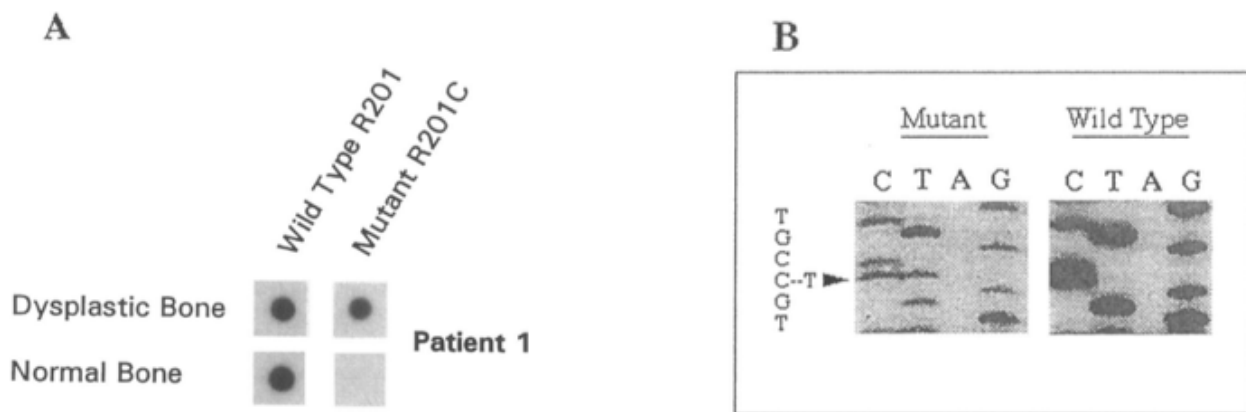 A
Wild Type R201
Mutant R201C
Dysplastic Bone
Normal Bone
Patient 1
B
Mutant
Wild Type
C T A G
C T A G
T
G
C
C--T
G
T